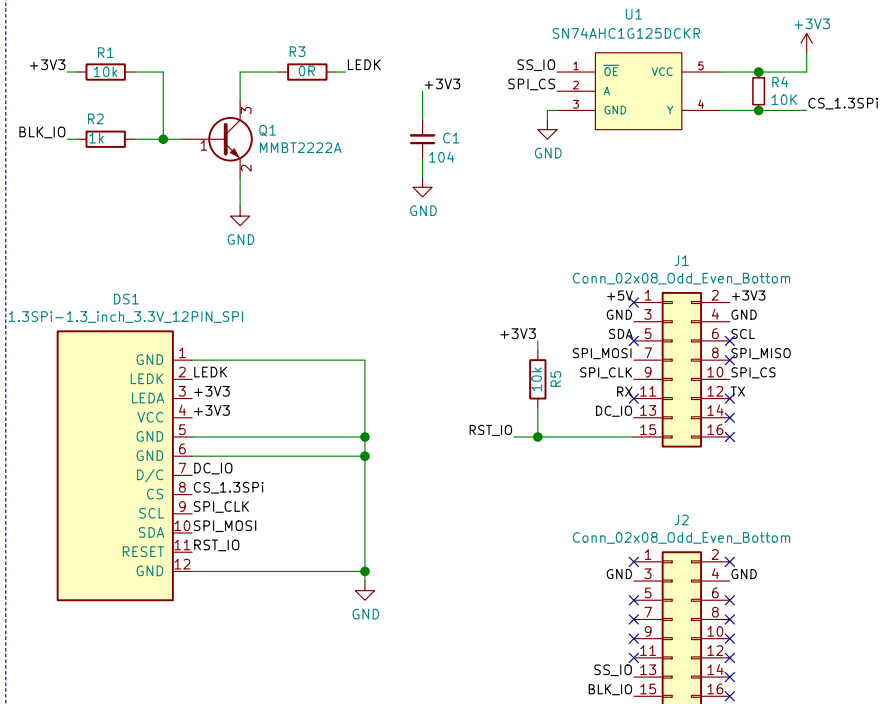 +3V3
R1
10k
R2
1k
BLK_IO
R3
0R
LEDK
1
3
2
Q1
MMBT2222A
GND
+3V3
C1
104
GND
U1
SN74AHC1G125DCKR
SS_IO 1 OE VCC 5
SPI_CS 2 A
3 GND Y 4
GND
+3V3
R4
10K
CS_1.3SPi
DS1
1.3SPi-1.3_inch_3.3V_12PIN_SPI
GND 1
LEDK 2 LEDK
LEDA 3 +3V3
VCC 4 +3V3
GND 5
GND 6
D/C 7 DC_IO
CS 8 CS_1.3SPi
SCL 9 SPI_CLK
SDA 10 SPI_MOSI
RESET 11 RST_IO
GND 12
GND
J1
Conn_02x08_Odd_Even_Bottom
+5V 1 2 +3V3
GND 3 4 GND
SDA 5 6 SCL
SPI_MOSI 7 8 SPI_MISO
SPI_CLK 9 10 SPI_CS
RX 11 12 TX
DC_IO 13 14
15 16
+3V3
10k
R5
RST_IO
J2
Conn_02x08_Odd_Even_Bottom
1 2
GND 3 4 GND
5 6
7 8
9 10
11 12
SS_IO 13 14
BLK_IO 15 16